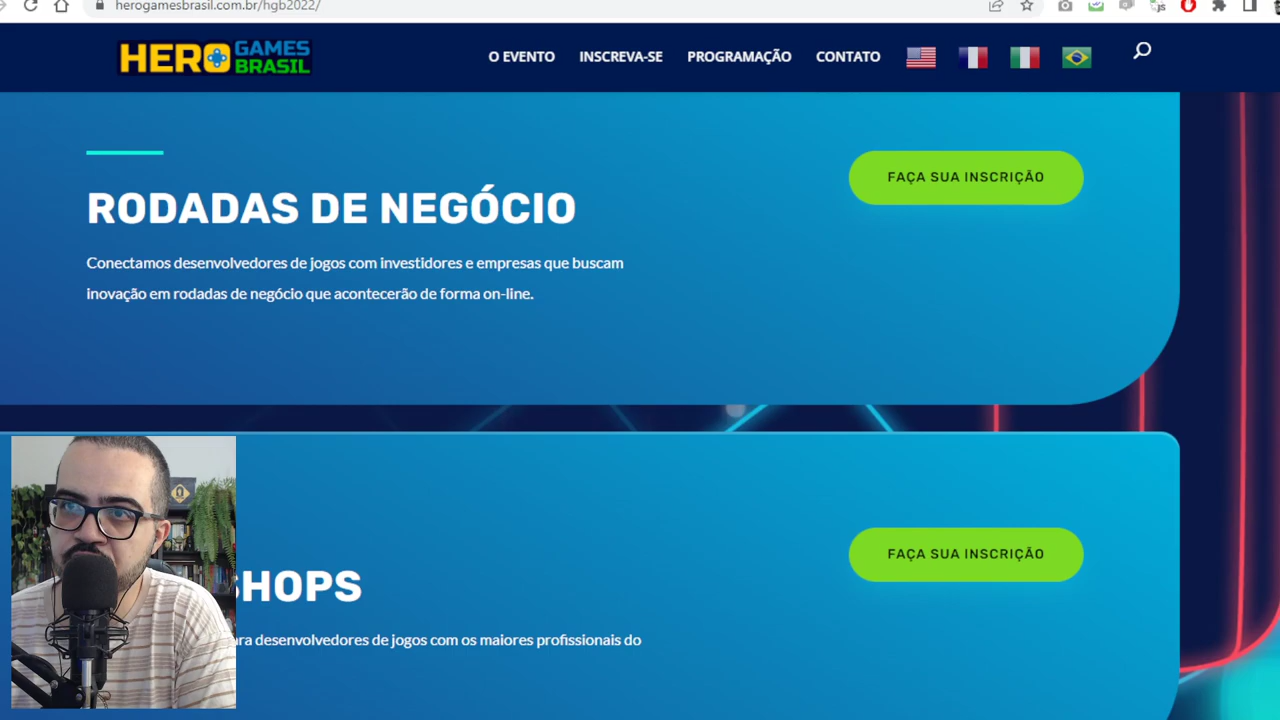 herogamesbrasil.com.br/hgb2022/
HERO GAMES BRASIL
O EVENTO INSCREVA-SE PROGRAMAÇÃO CONTATO
RODADAS DE NEGÓCIO
FAÇA SUA INSCRIÇÃO
Conectamos desenvolvedores de jogos com investidores e empresas que buscam
inovação em rodadas de negócio que acontecerão de forma on-line.
FAÇA SUA INSCRIÇÃO
SHOPS
ra desenvolvedores de jogos com os maiores profissionais do